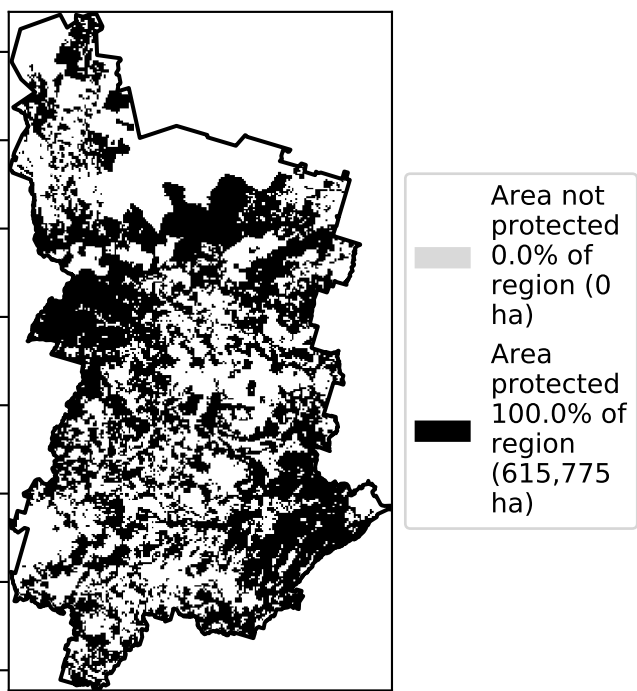 Area not
protected
0.0% of
region (0
ha)
Area
protected
100.0% of
region
(615,775
ha)